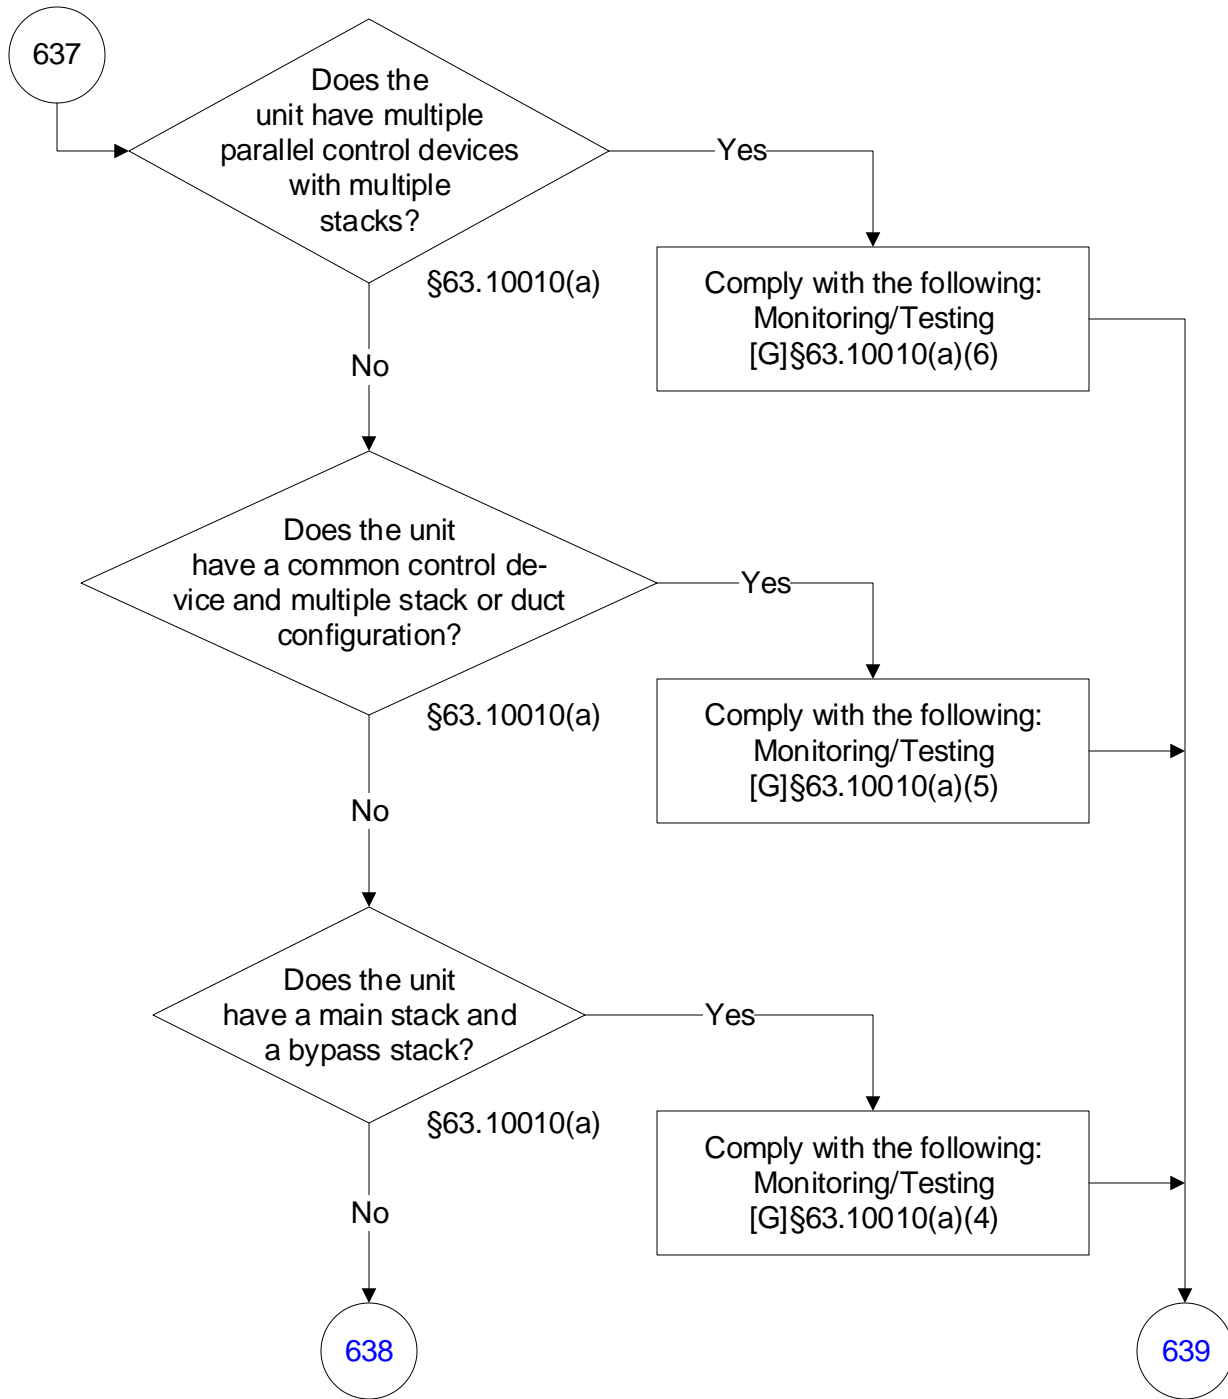 637
Does the
unit have multiple
parallel control devices
with multiple
stacks?
Yes
§63.10010(a)
Comply with the following:
Monitoring/Testing
[G]§63.10010(a)(6)
No
Does the unit
have a common control de-
vice and multiple stack or duct
configuration?
Yes
§63.10010(a)
Comply with the following:
Monitoring/Testing
[G]§63.10010(a)(5)
No
Does the unit
have a main stack and
a bypass stack?
Yes
§63.10010(a)
Comply with the following:
Monitoring/Testing
[G]§63.10010(a)(4)
No
638
639